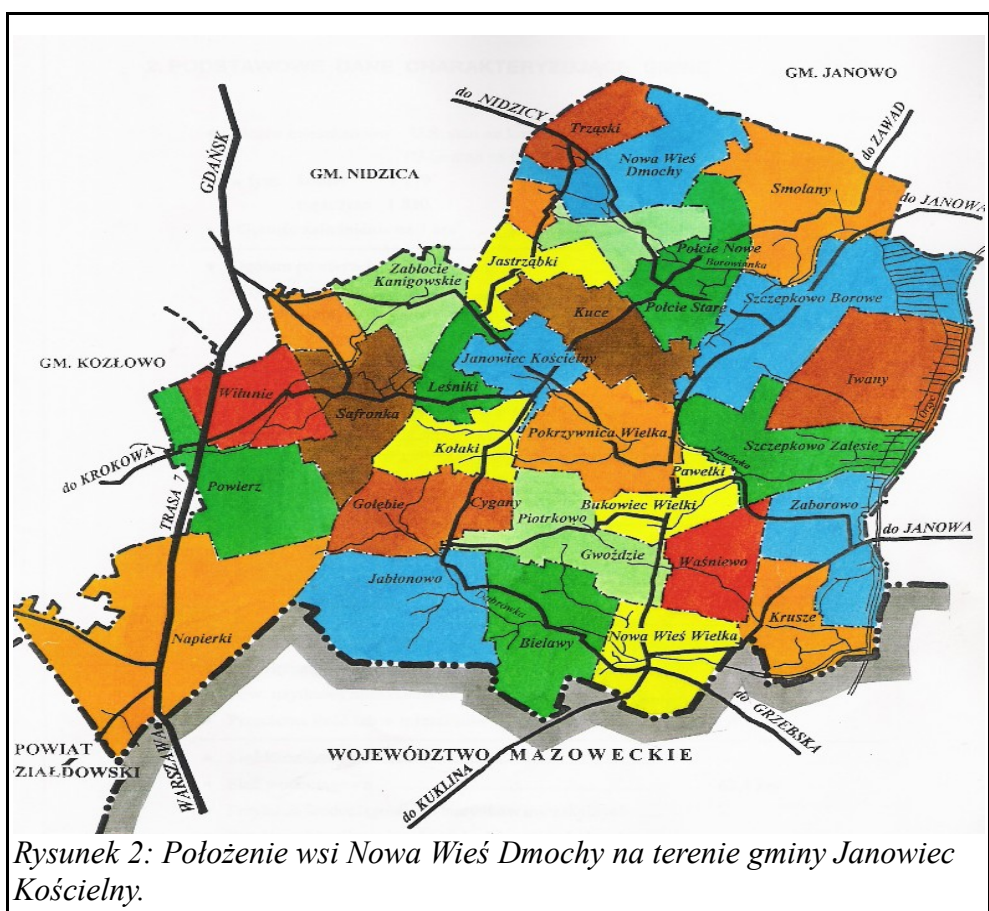 GM. JANOWO
do NIDZICY
do ZAWAD
GDAŃSK
Trząski
GM. NIDZICA
Nowa Wieś
Dmochy
Smolany
do JANOWA
Połcie Nowe
Borowianka
Jastrząbki
Zabłocie
Kanigowskie
Szczepkowo Borowe
Połcie Stare
Kuce
GM. KOZŁOWO
Janowiec Kościelny
Iwany
Witunie
Leśniki
Safronka
Orzyc
Pokrzywnica Wielka
Kołaki
Szczepkowo Zalesie
Janówka
Pawełki
do KROKOWA
Powierz
TRASA 7
Gołębie
Cygany
Piotrkowo
Bukowiec Wielki
Zaborowo
do JANOWA
Gwoździe
Waśniewo
Jabłonowo
Dąbrówka
Krusze
Napierki
Bielawy
Nowa Wieś Wielka
do GRZEBSKA
POWIAT
DZIAŁDOWSKI
WARSZAWA
WOJEWÓDZTWO MAZOWECKIE
do KUKLINA
Rysunek 2: Położenie wsi Nowa Wieś Dmochy na terenie gminy Janowiec
Kościelny.